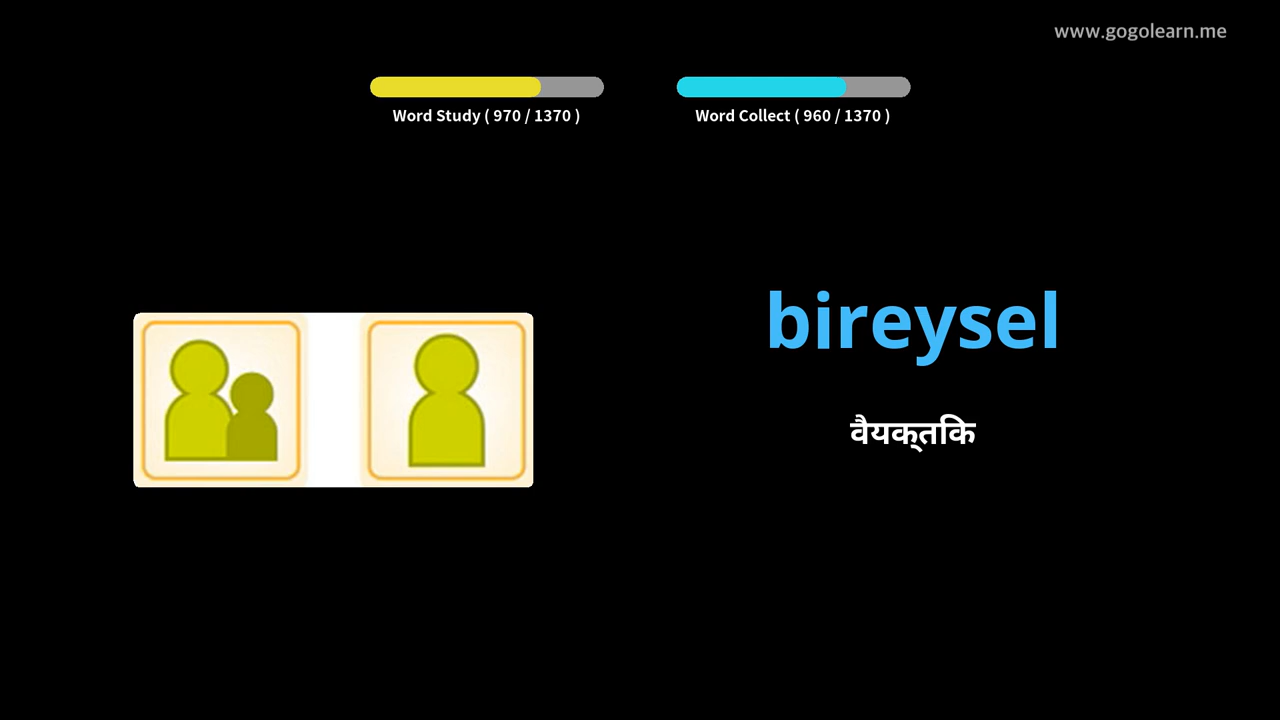 www.gogolearn.me
Word Study ( 970 / 1370 )
Word Collect ( 960 / 1370 )
bireysel
वैयक्तकि